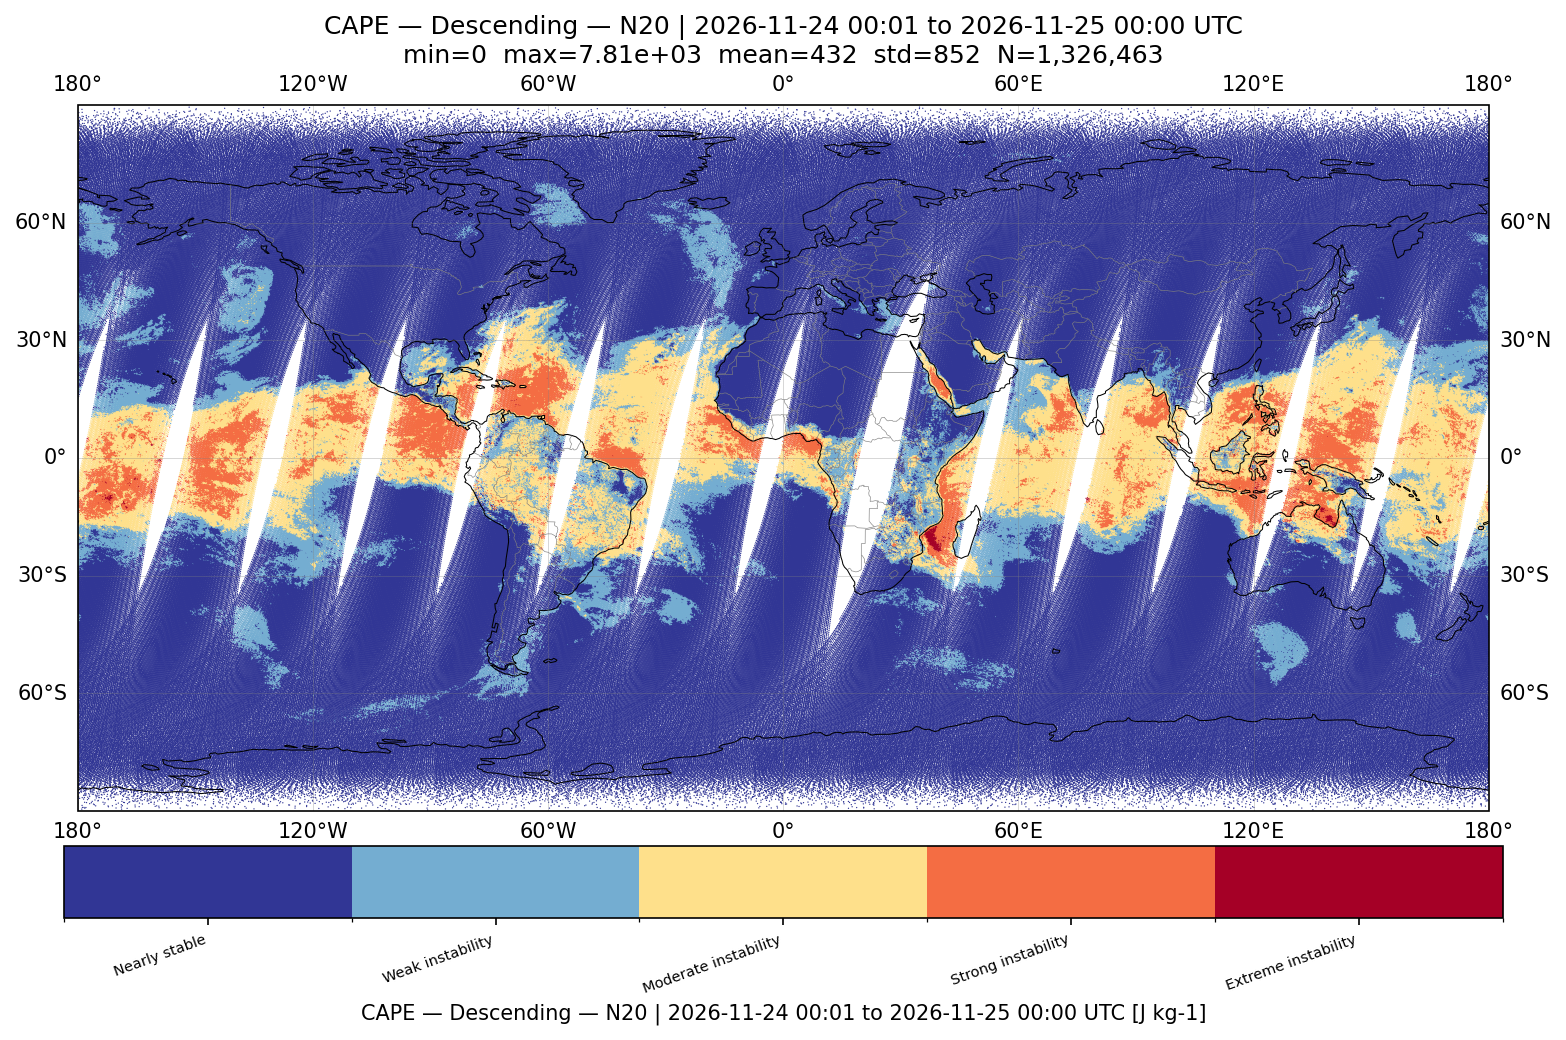 CAPE — Descending — N20 | 2026-11-24 00:01 to 2026-11-25 00:00 UTC
min=0 max=7.81e+03 mean=432 std=852 N=1,326,463
180° 120°W 60°W 0° 60°E 120°E 180°
60°N 60°N
30°N 30°N
0° 0°
30°S 30°S
60°S 60°S
180° 120°W 60°W 0° 60°E 120°E 180°
Nearly stable
Weak instability
Moderate instability
Strong instability
Extreme instability
CAPE — Descending — N20 | 2026-11-24 00:01 to 2026-11-25 00:00 UTC [J kg-1]